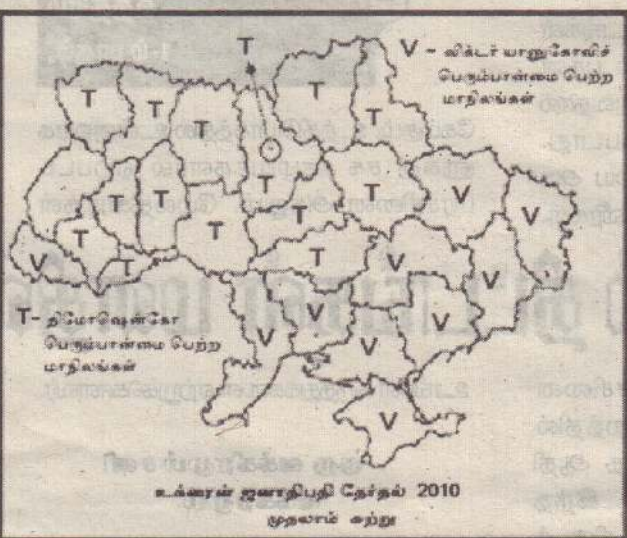 T
V - விக்டர் யானுகோவிச்
பெரும்பான்மை பெற்ற
மாநிலங்கள்
T T T T T
T T T T T V V
T T T V V
V T V
V V V V
V
T- திமோஷென்கோ
பெரும்பான்மை பெற்ற
மாநிலங்கள்
உக்ரைன் ஜனாதிபதி தேர்தல் 2010
முதலாம் சுற்று